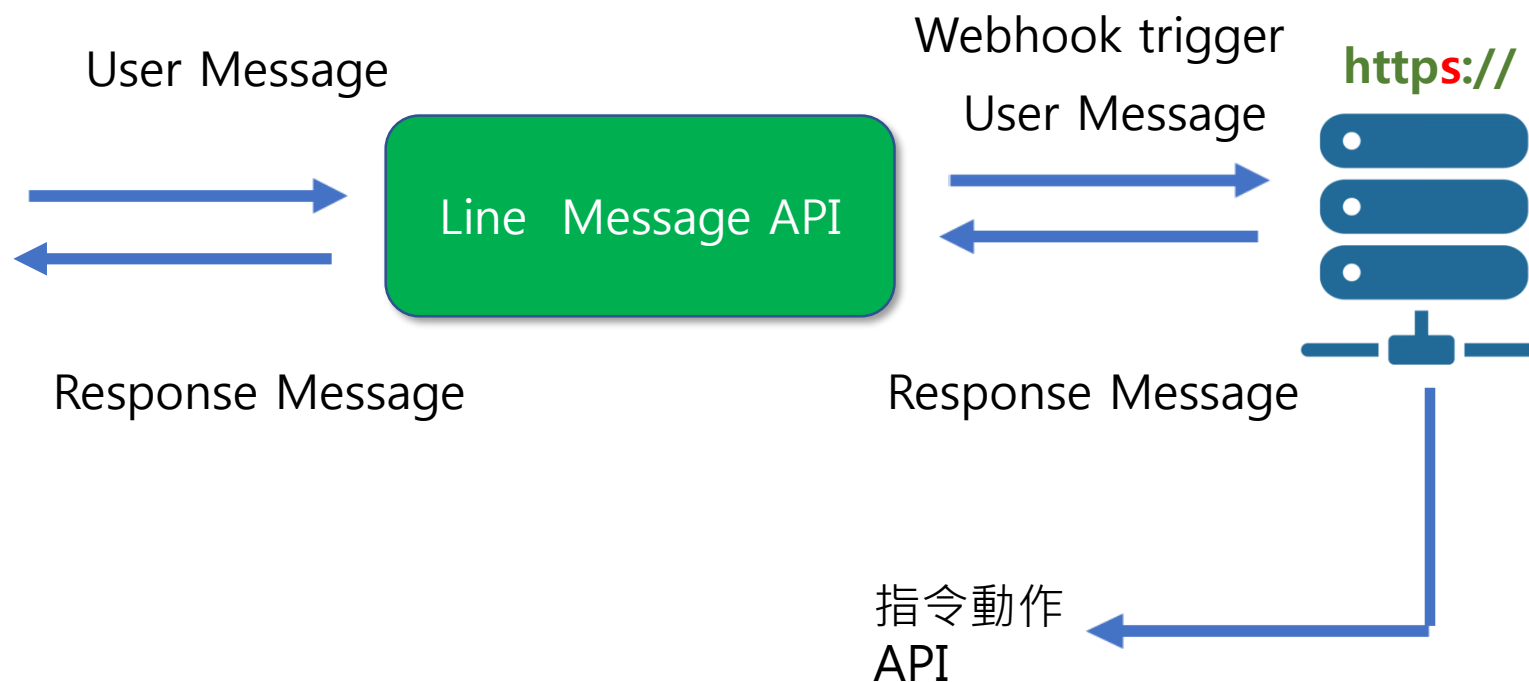 User Message
Webhook trigger
User Message
https://
Line Message API
Response Message
Response Message
指令動作
API